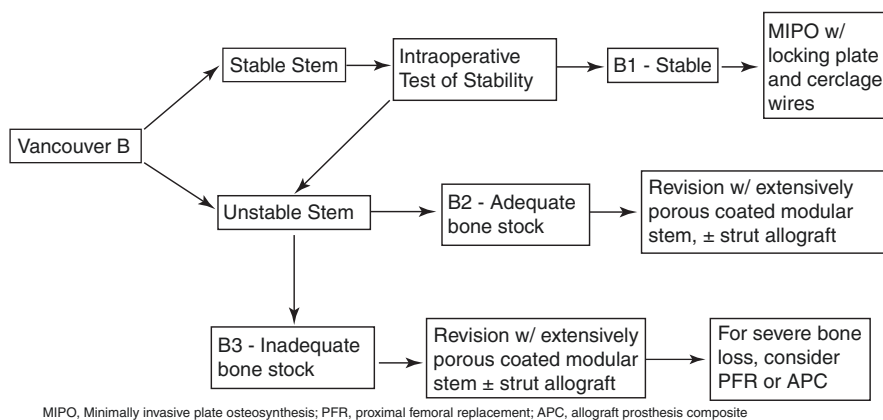 Vancouver B
Stable Stem
Intraoperative
Test of Stability
B1 - Stable
MIPO w/
locking plate
and cerclage
wires
Unstable Stem
B2 - Adequate
bone stock
Revision w/ extensively
porous coated modular
stem, ± strut allograft
B3 - Inadequate
bone stock
Revision w/ extensively
porous coated modular
stem ± strut allograft
For severe bone
loss, consider
PFR or APC
MIPO, Minimally invasive plate osteosynthesis; PFR, proximal femoral replacement; APC, allograft prosthesis composite